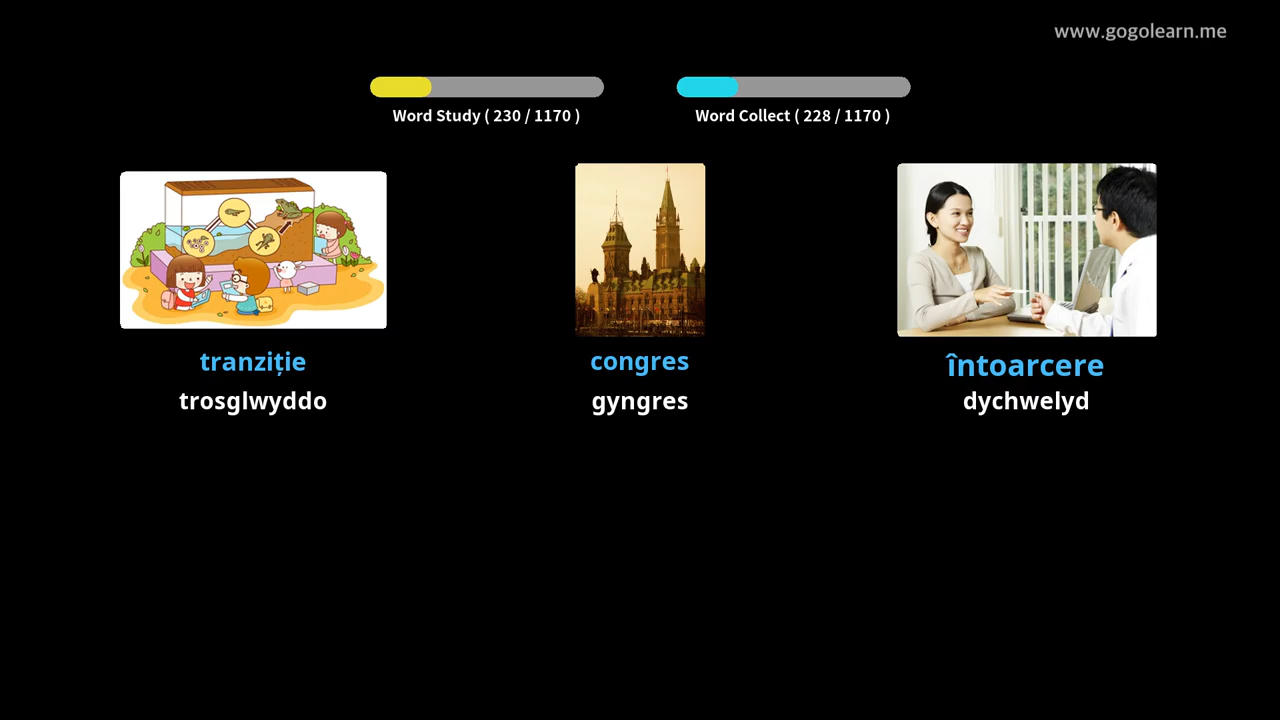 www.gogolearn.me
Word Study ( 230 / 1170 )
Word Collect ( 228 / 1170 )
tranziție
congres
întoarcere
trosglwyddo
gyngres
dychwelyd